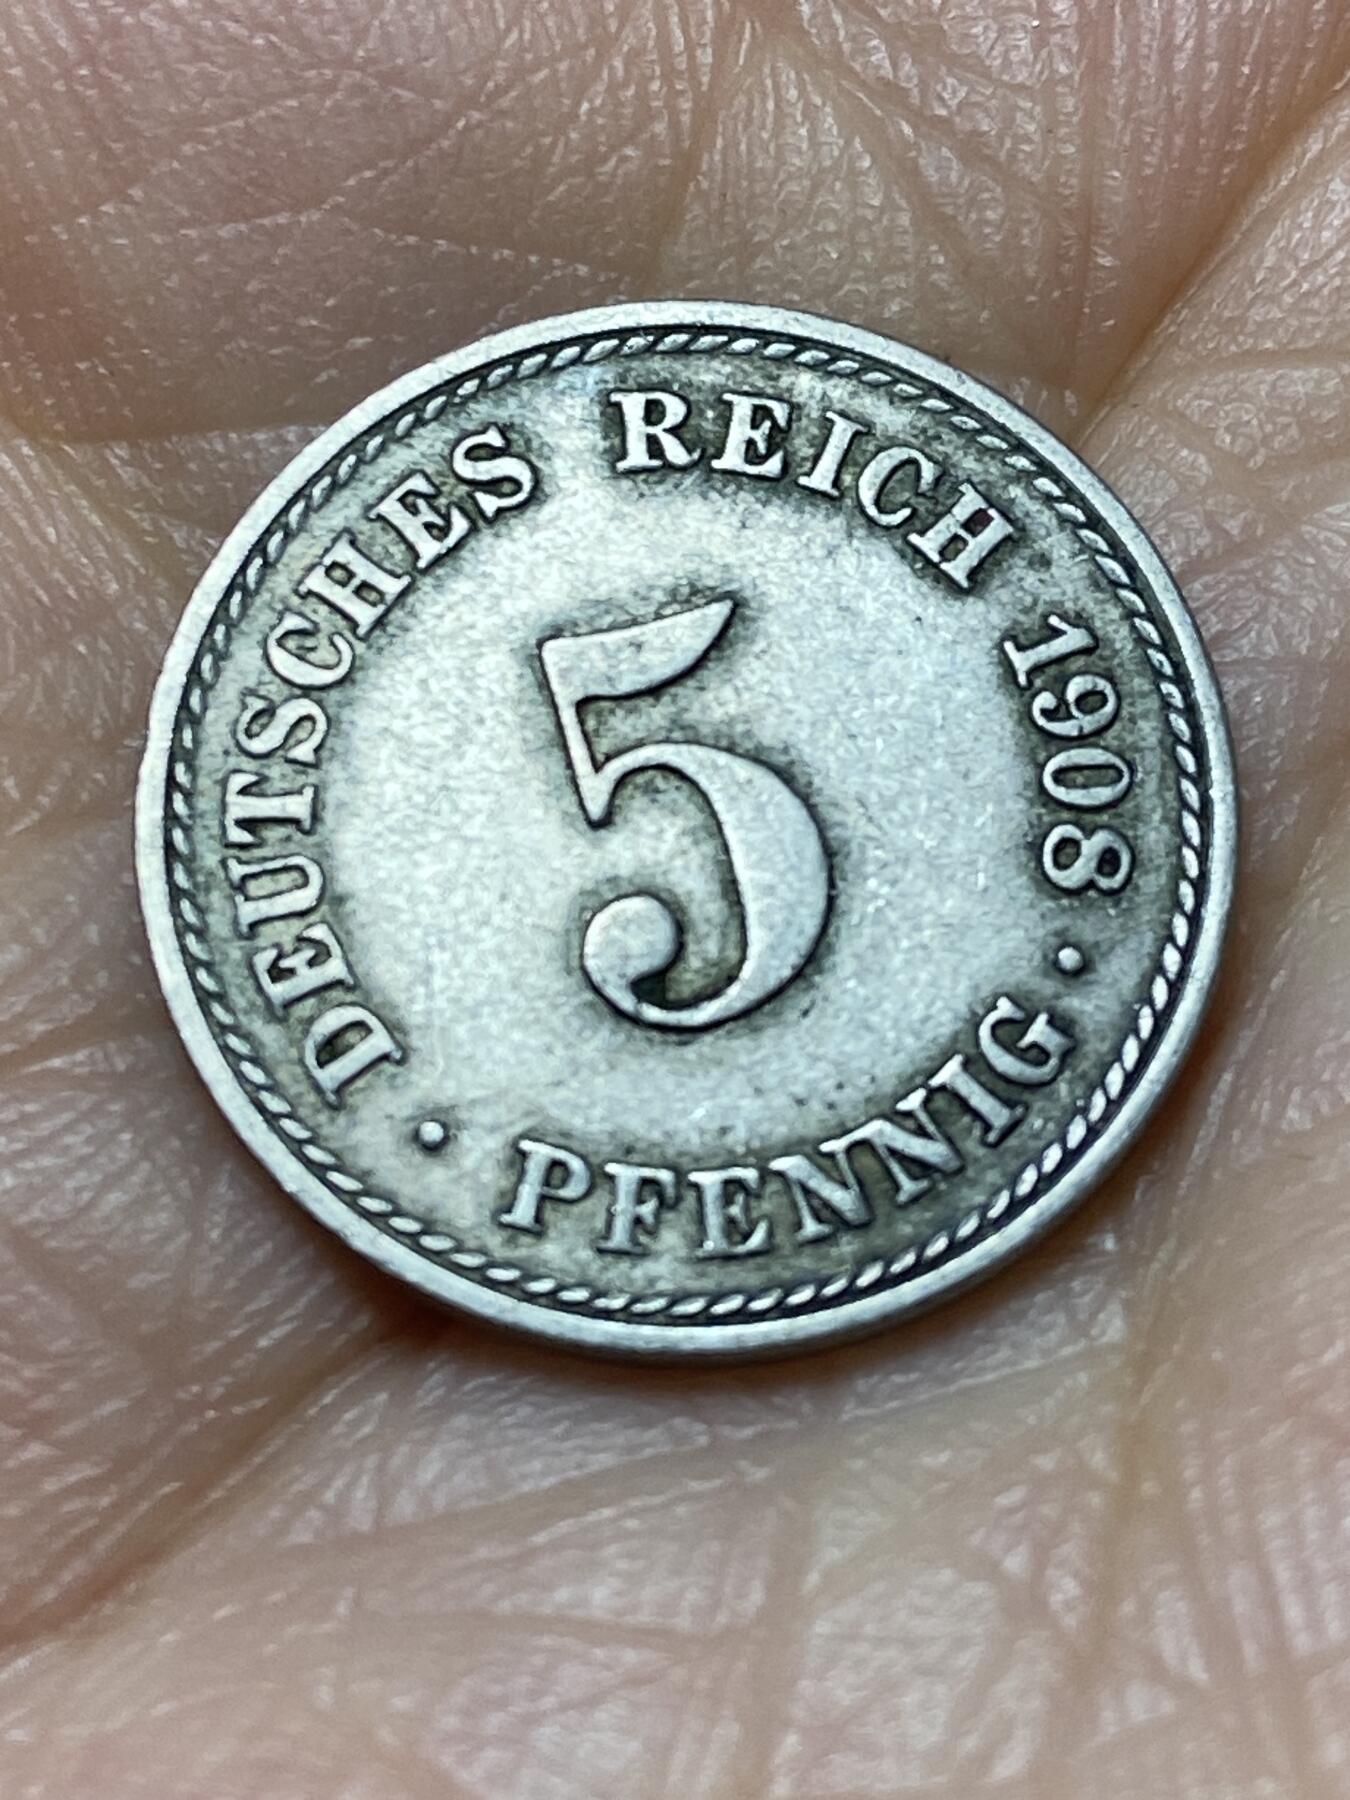 DEUTSCHES REICH 1908
5
· PFENNIG ·